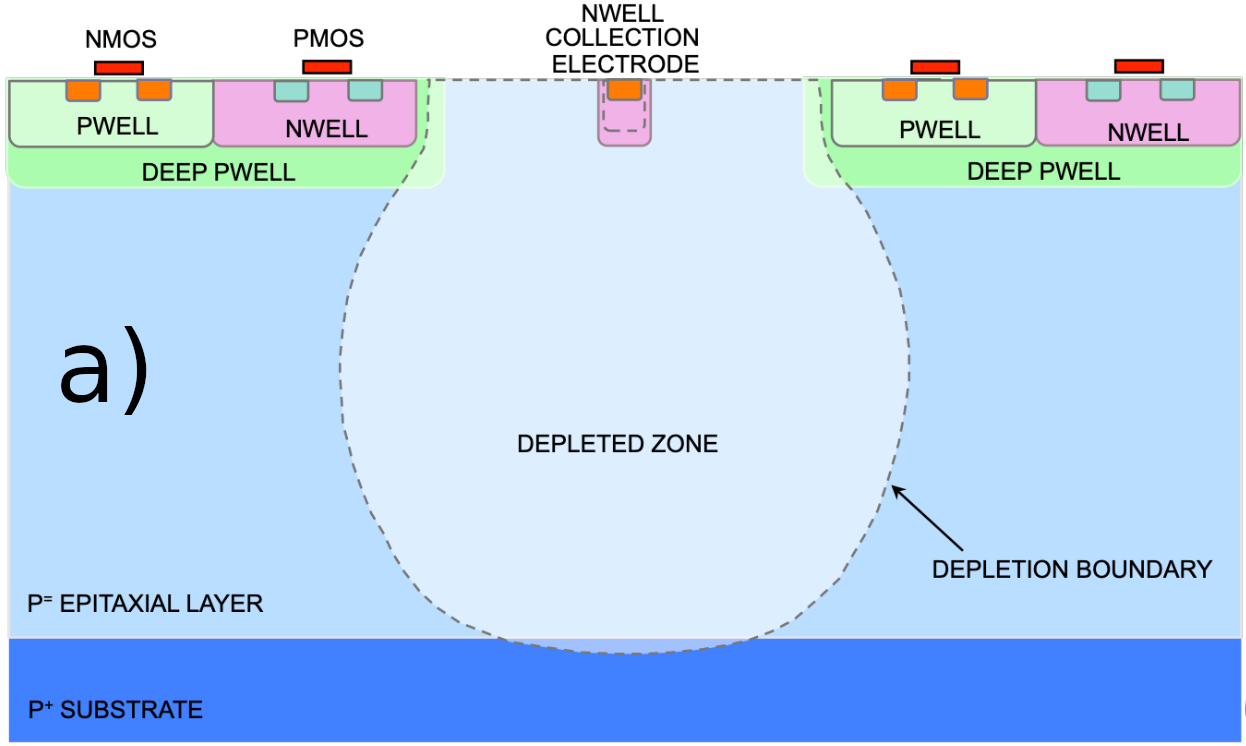 NMOS
PMOS
NWELL
COLLECTION
ELECTRODE
PWELL
NWELL
PWELL
NWELL
DEEP PWELL
DEEP PWELL
a)
DEPLETED ZONE
DEPLETION BOUNDARY
P⁼ EPITAXIAL LAYER
P⁺ SUBSTRATE